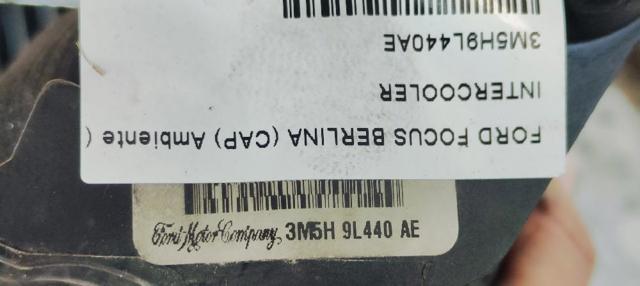 FORD FOCUS BERLINA (CAP) Ambiente (
INTERCOOLER
3M5H9L440AE
Ford Motor Company, 3M5H 9L440 AE